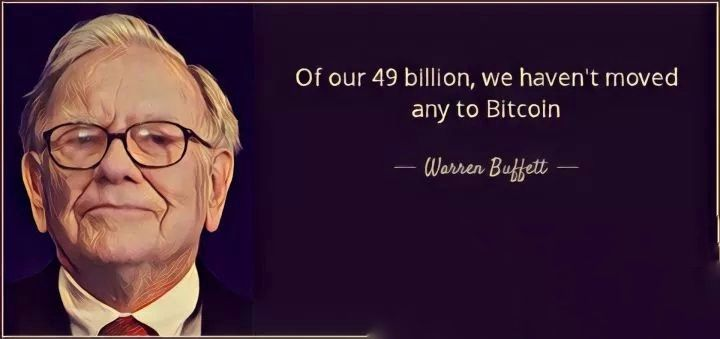 Of our 49 billion, we haven't moved
any to Bitcoin
— Warren Buffett —